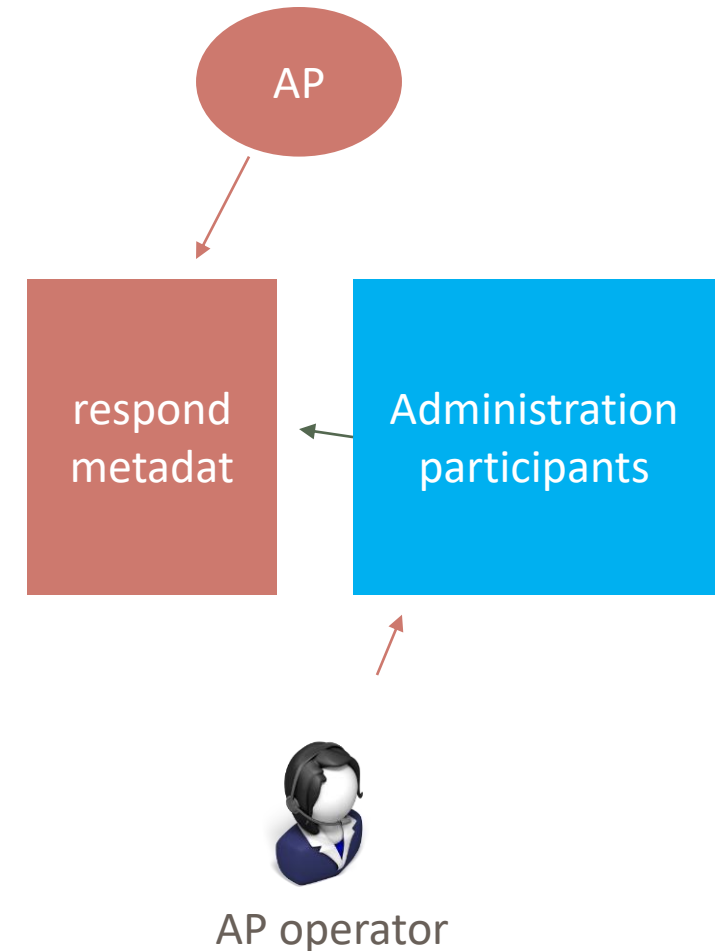 AP
respond
metadat
Administration
participants
AP operator